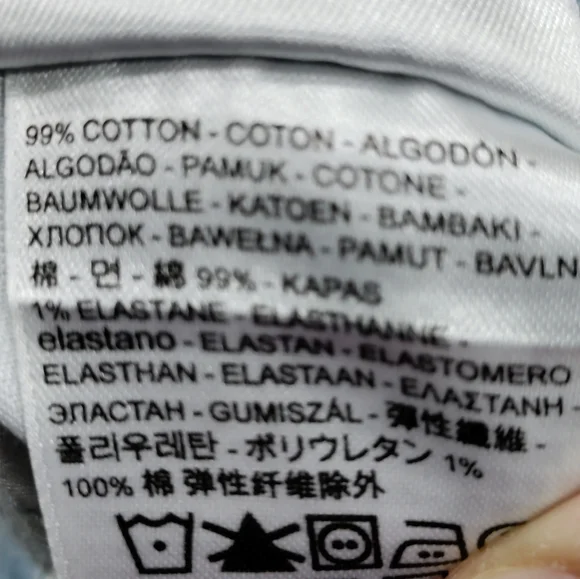 99% COTTON - COTON - ALGODÓN -
ALGODÃO - PAMUK - COTONE -
BAUMWOLLE - KATOEN - BAMBAKI -
ХЛОПОК - BAWEŁNA - PAMUT - BAVLN
棉 - 면 - 綿 99% - KAPAS
1% ELASTANE - ELASTHANNE -
elastano - ELASTAN - ELASTOMERO
ELASTHAN - ELASTAAN - ΕΛΑΣΤΑΝΗ -
ЭЛАСТАН - GUMISZÁL - 彈性纖維 -
폴리우레탄 - ポリウレタン 1%
100% 棉 弹性纤维除外